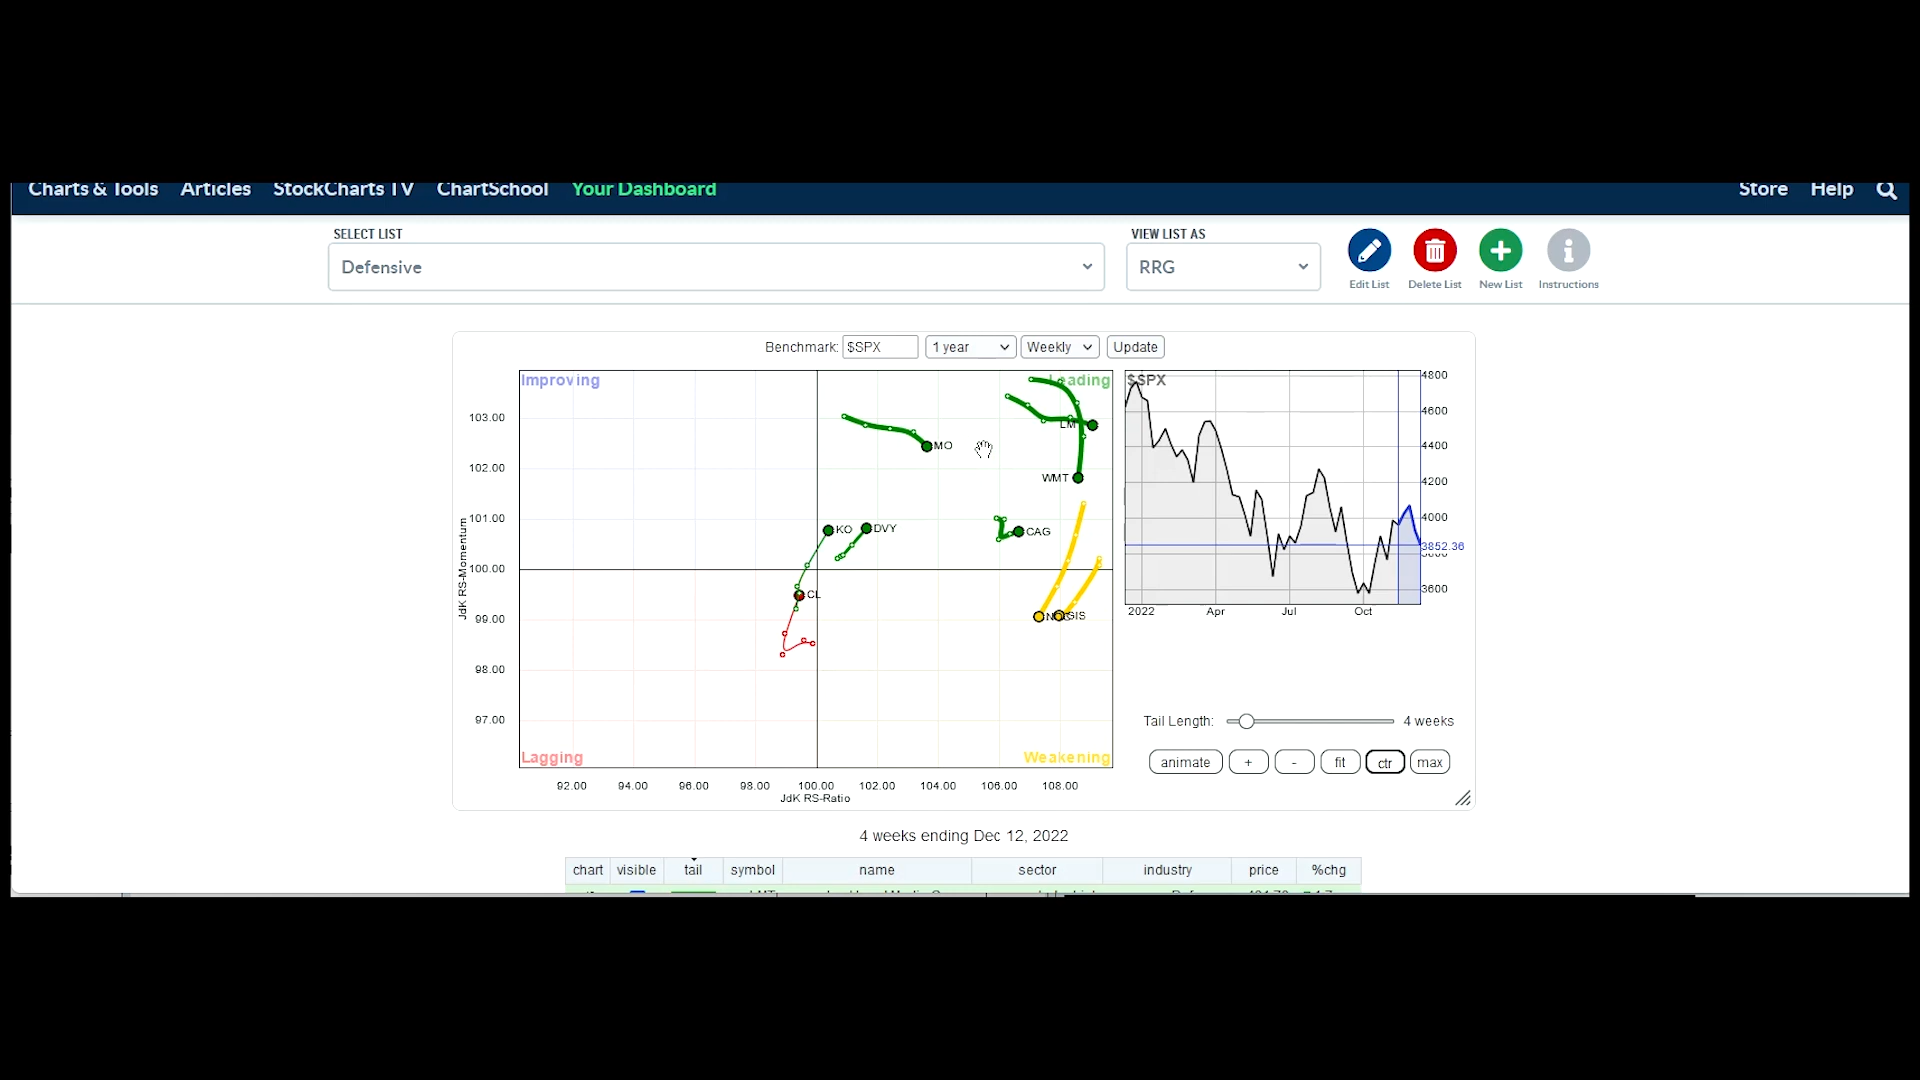 Charts & Tools Articles StockCharts TV ChartSchool Your Dashboard Store Help
SELECT LIST VIEW LIST AS
Defensive RRG
Edit List Delete List New List Instructions
Benchmark: $SPX 1 year Weekly Update
Improving Leading $SPX
4800
4600
4400
4200
4000
3852.36
3600
2022 Apr Jul Oct
103.00
102.00
101.00
100.00
99.00
98.00
97.00
JdK RS-Momentum
MO
LM
WMT
KO DVY CAG
CL
GIS
Lagging Weakening
92.00 94.00 96.00 98.00 100.00 102.00 104.00 106.00 108.00
JdK RS-Ratio
Tail Length: 4 weeks
animate + - fit ctr max
4 weeks ending Dec 12, 2022
chart visible tail symbol name sector industry price %chg